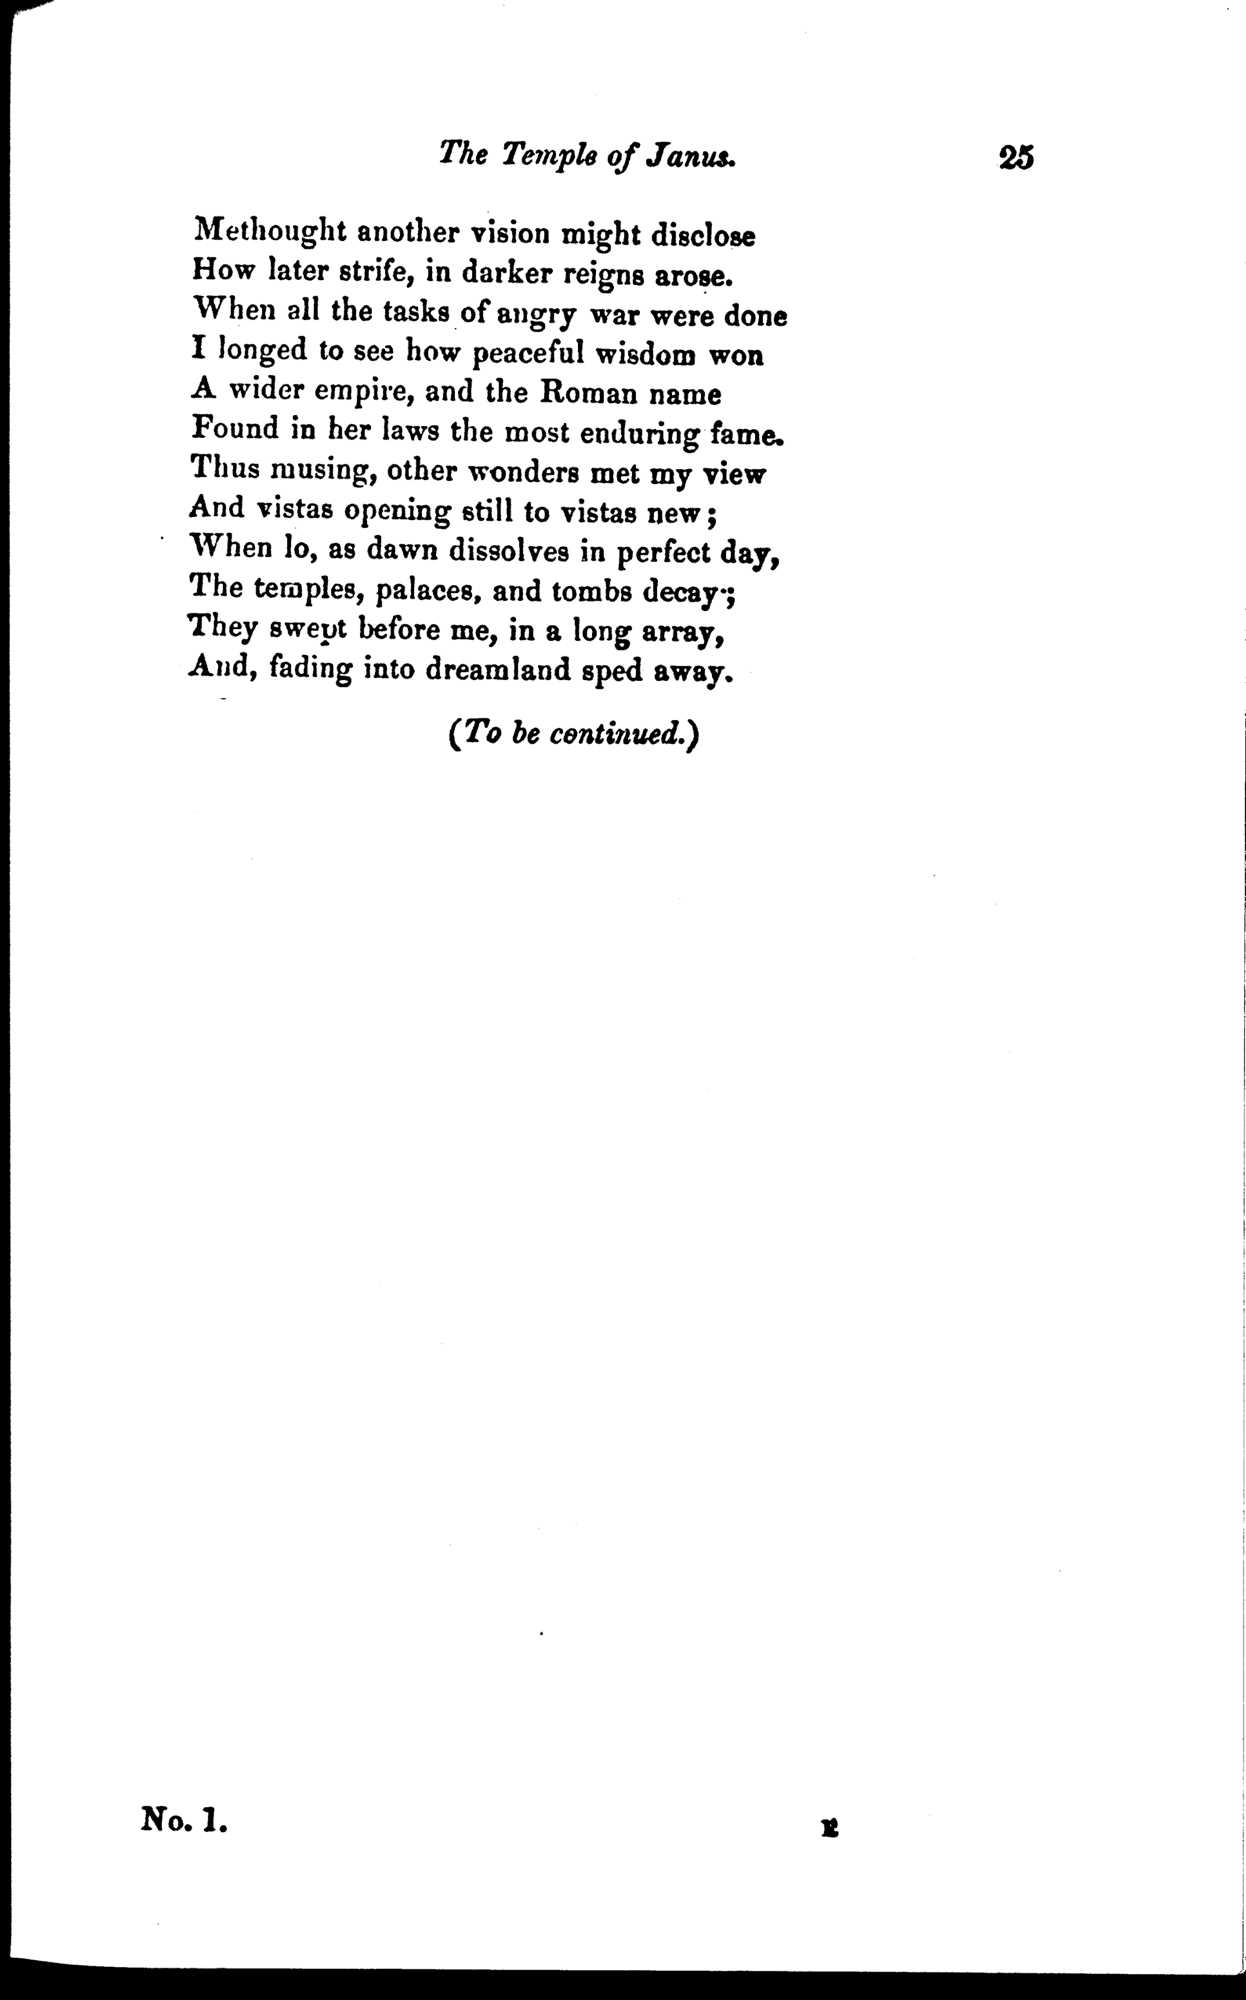 The Temple of Janus. 25
Methought another vision might disclose
How later strife, in darker reigns arose.
When all the tasks of angry war were done
I longed to see how peaceful wisdom won
A wider empire, and the Roman name
Found in her laws the most enduring fame.
Thus musing, other wonders met my view
And vistas opening still to vistas new;
When lo, as dawn dissolves in perfect day,
The temples, palaces, and tombs decay;
They swept before me, in a long array,
And, fading into dreamland sped away.
(To be continued.)
No. 1.